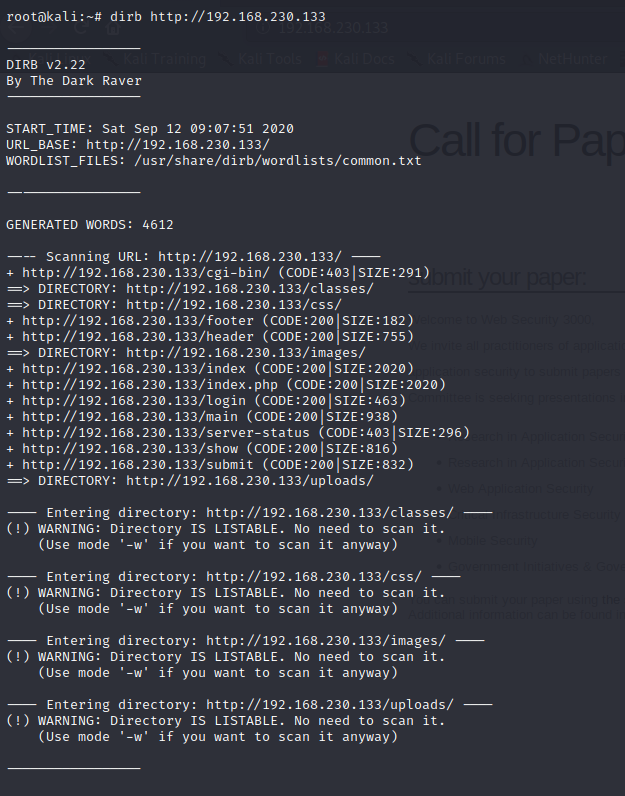 root@kali:~# dirb http://192.168.230.133
192.168.230.133
Kali Training Kali Tools Kali Docs Kali Forums NetHunter
-----------------
DIRB v2.22
By The Dark Raver
-----------------
Call for Pap
START_TIME: Sat Sep 12 09:07:51 2020
URL_BASE: http://192.168.230.133/
WORDLIST_FILES: /usr/share/dirb/wordlists/common.txt
-----------------
GENERATED WORDS: 4612
---- Scanning URL: http://192.168.230.133/ ----
submit your paper:
+ http://192.168.230.133/cgi-bin/ (CODE:403|SIZE:291)
==> DIRECTORY: http://192.168.230.133/classes/
==> DIRECTORY: http://192.168.230.133/css/
+ http://192.168.230.133/footer (CODE:200|SIZE:182)
+ http://192.168.230.133/header (CODE:200|SIZE:755)
==> DIRECTORY: http://192.168.230.133/images/
+ http://192.168.230.133/index (CODE:200|SIZE:2020)
+ http://192.168.230.133/index.php (CODE:200|SIZE:2020)
+ http://192.168.230.133/login (CODE:200|SIZE:463)
+ http://192.168.230.133/main (CODE:200|SIZE:938)
+ http://192.168.230.133/server-status (CODE:403|SIZE:296)
+ http://192.168.230.133/show (CODE:200|SIZE:816)
+ http://192.168.230.133/submit (CODE:200|SIZE:832)
==> DIRECTORY: http://192.168.230.133/uploads/
Web Application Security
---- Entering directory: http://192.168.230.133/classes/ ----
(!) WARNING: Directory IS LISTABLE. No need to scan it.
Mobile Security
(Use mode '-w' if you want to scan it anyway)
---- Entering directory: http://192.168.230.133/css/ ----
(!) WARNING: Directory IS LISTABLE. No need to scan it.
(Use mode '-w' if you want to scan it anyway)
---- Entering directory: http://192.168.230.133/images/ ----
(!) WARNING: Directory IS LISTABLE. No need to scan it.
(Use mode '-w' if you want to scan it anyway)
---- Entering directory: http://192.168.230.133/uploads/ ----
(!) WARNING: Directory IS LISTABLE. No need to scan it.
(Use mode '-w' if you want to scan it anyway)
-----------------